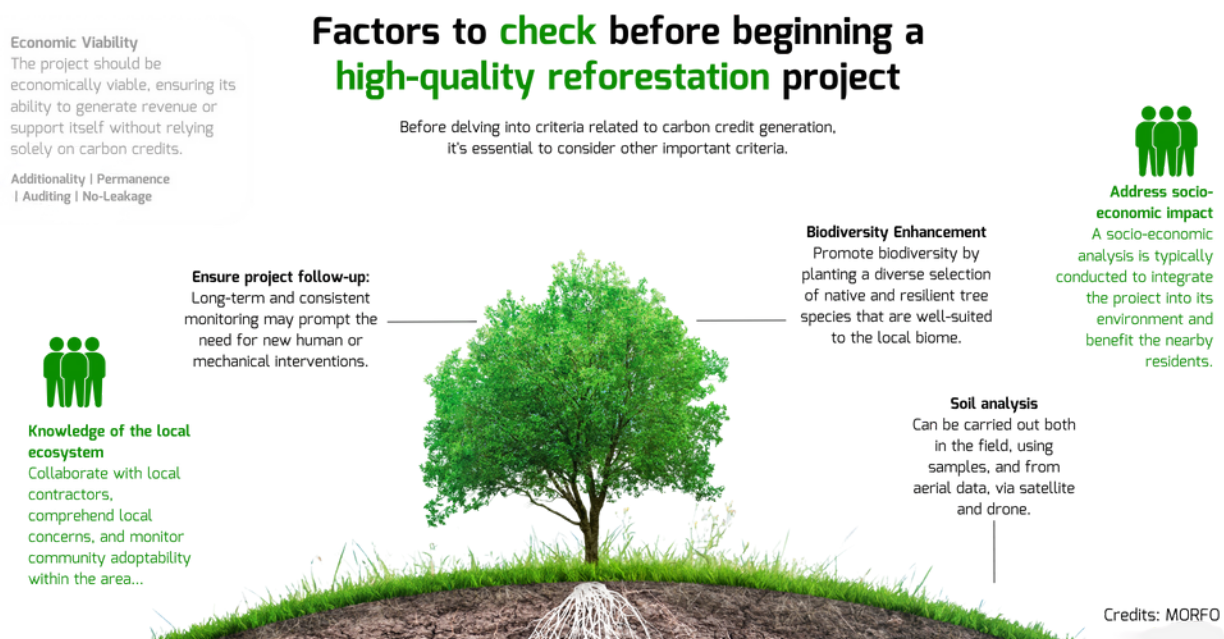 Factors to check before beginning a
high-quality reforestation project
Before delving into criteria related to carbon credit generation,
it's essential to consider other important criteria.
Economic Viability
The project should be
economically viable, ensuring its
ability to generate revenue or
support itself without relying
solely on carbon credits.
Additionality | Permanence
| Auditing | No-Leakage
Ensure project follow-up:
Long-term and consistent
monitoring may prompt the
need for new human or
mechanical interventions.
Knowledge of the local
ecosystem
Collaborate with local
contractors,
comprehend local
concerns, and monitor
community adoptability
within the area...
Biodiversity Enhancement
Promote biodiversity by
planting a diverse selection
of native and resilient tree
species that are well-suited
to the local biome.
Address socio-
economic impact
A socio-economic
analysis is typically
conducted to integrate
the project into its
environment and
benefit the nearby
residents.
Soil analysis
Can be carried out both
in the field, using
samples, and from
aerial data, via satellite
and drone.
Credits: MORFO